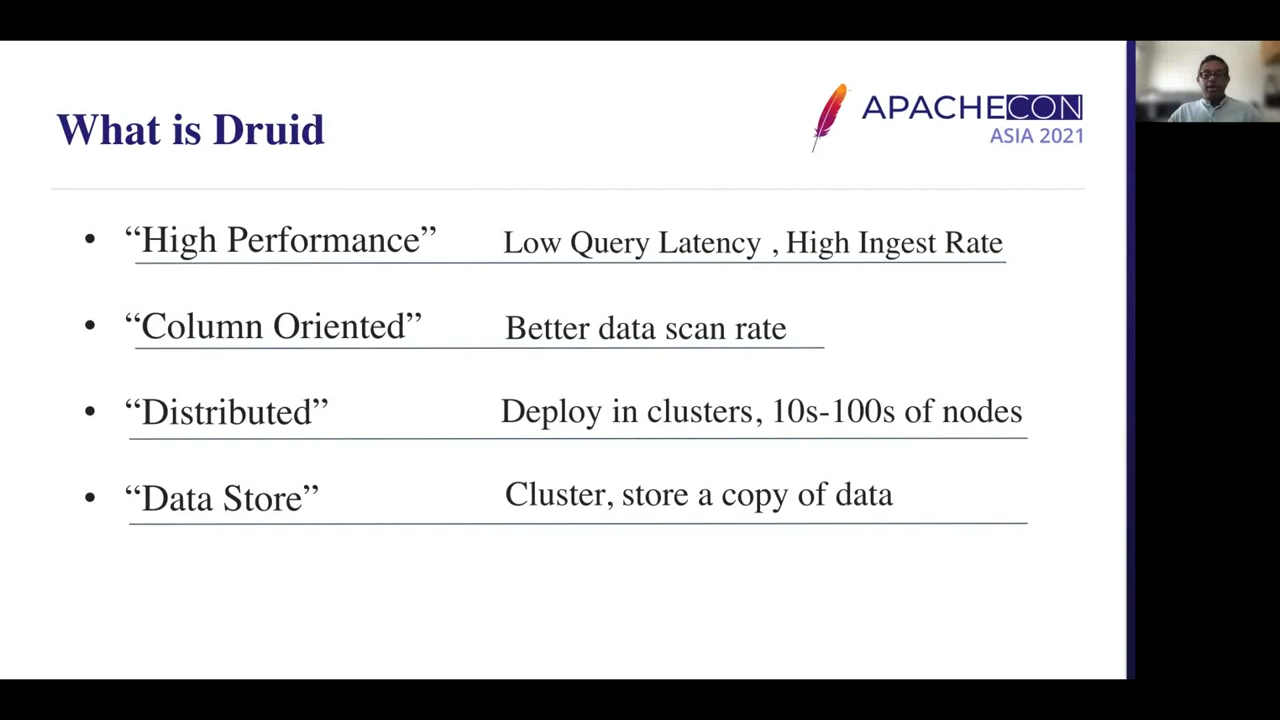 What is Druid
APACHECON
ASIA 2021
• “High Performance” Low Query Latency , High Ingest Rate
• “Column Oriented” Better data scan rate
• “Distributed” Deploy in clusters, 10s-100s of nodes
• “Data Store” Cluster, store a copy of data